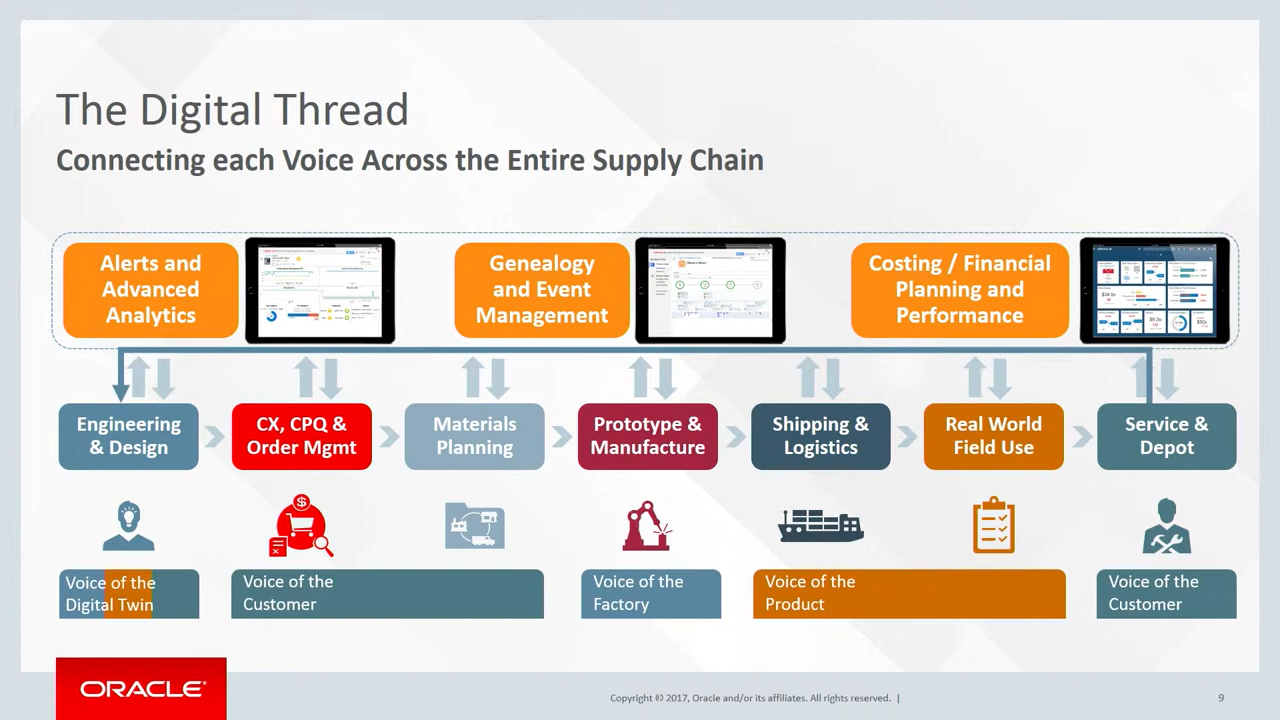 The Digital Thread
Connecting each Voice Across the Entire Supply Chain
Alerts and
Advanced
Analytics
Genealogy
and Event
Management
Costing / Financial
Planning and
Performance
Engineering
& Design
CX, CPQ &
Order Mgmt
Materials
Planning
Prototype &
Manufacture
Shipping &
Logistics
Real World
Field Use
Service &
Depot
$
Voice of the
Digital Twin
Voice of the
Customer
Voice of the
Factory
Voice of the
Product
Voice of the
Customer
ORACLE®
Copyright © 2017, Oracle and/or its affiliates. All rights reserved. |
9